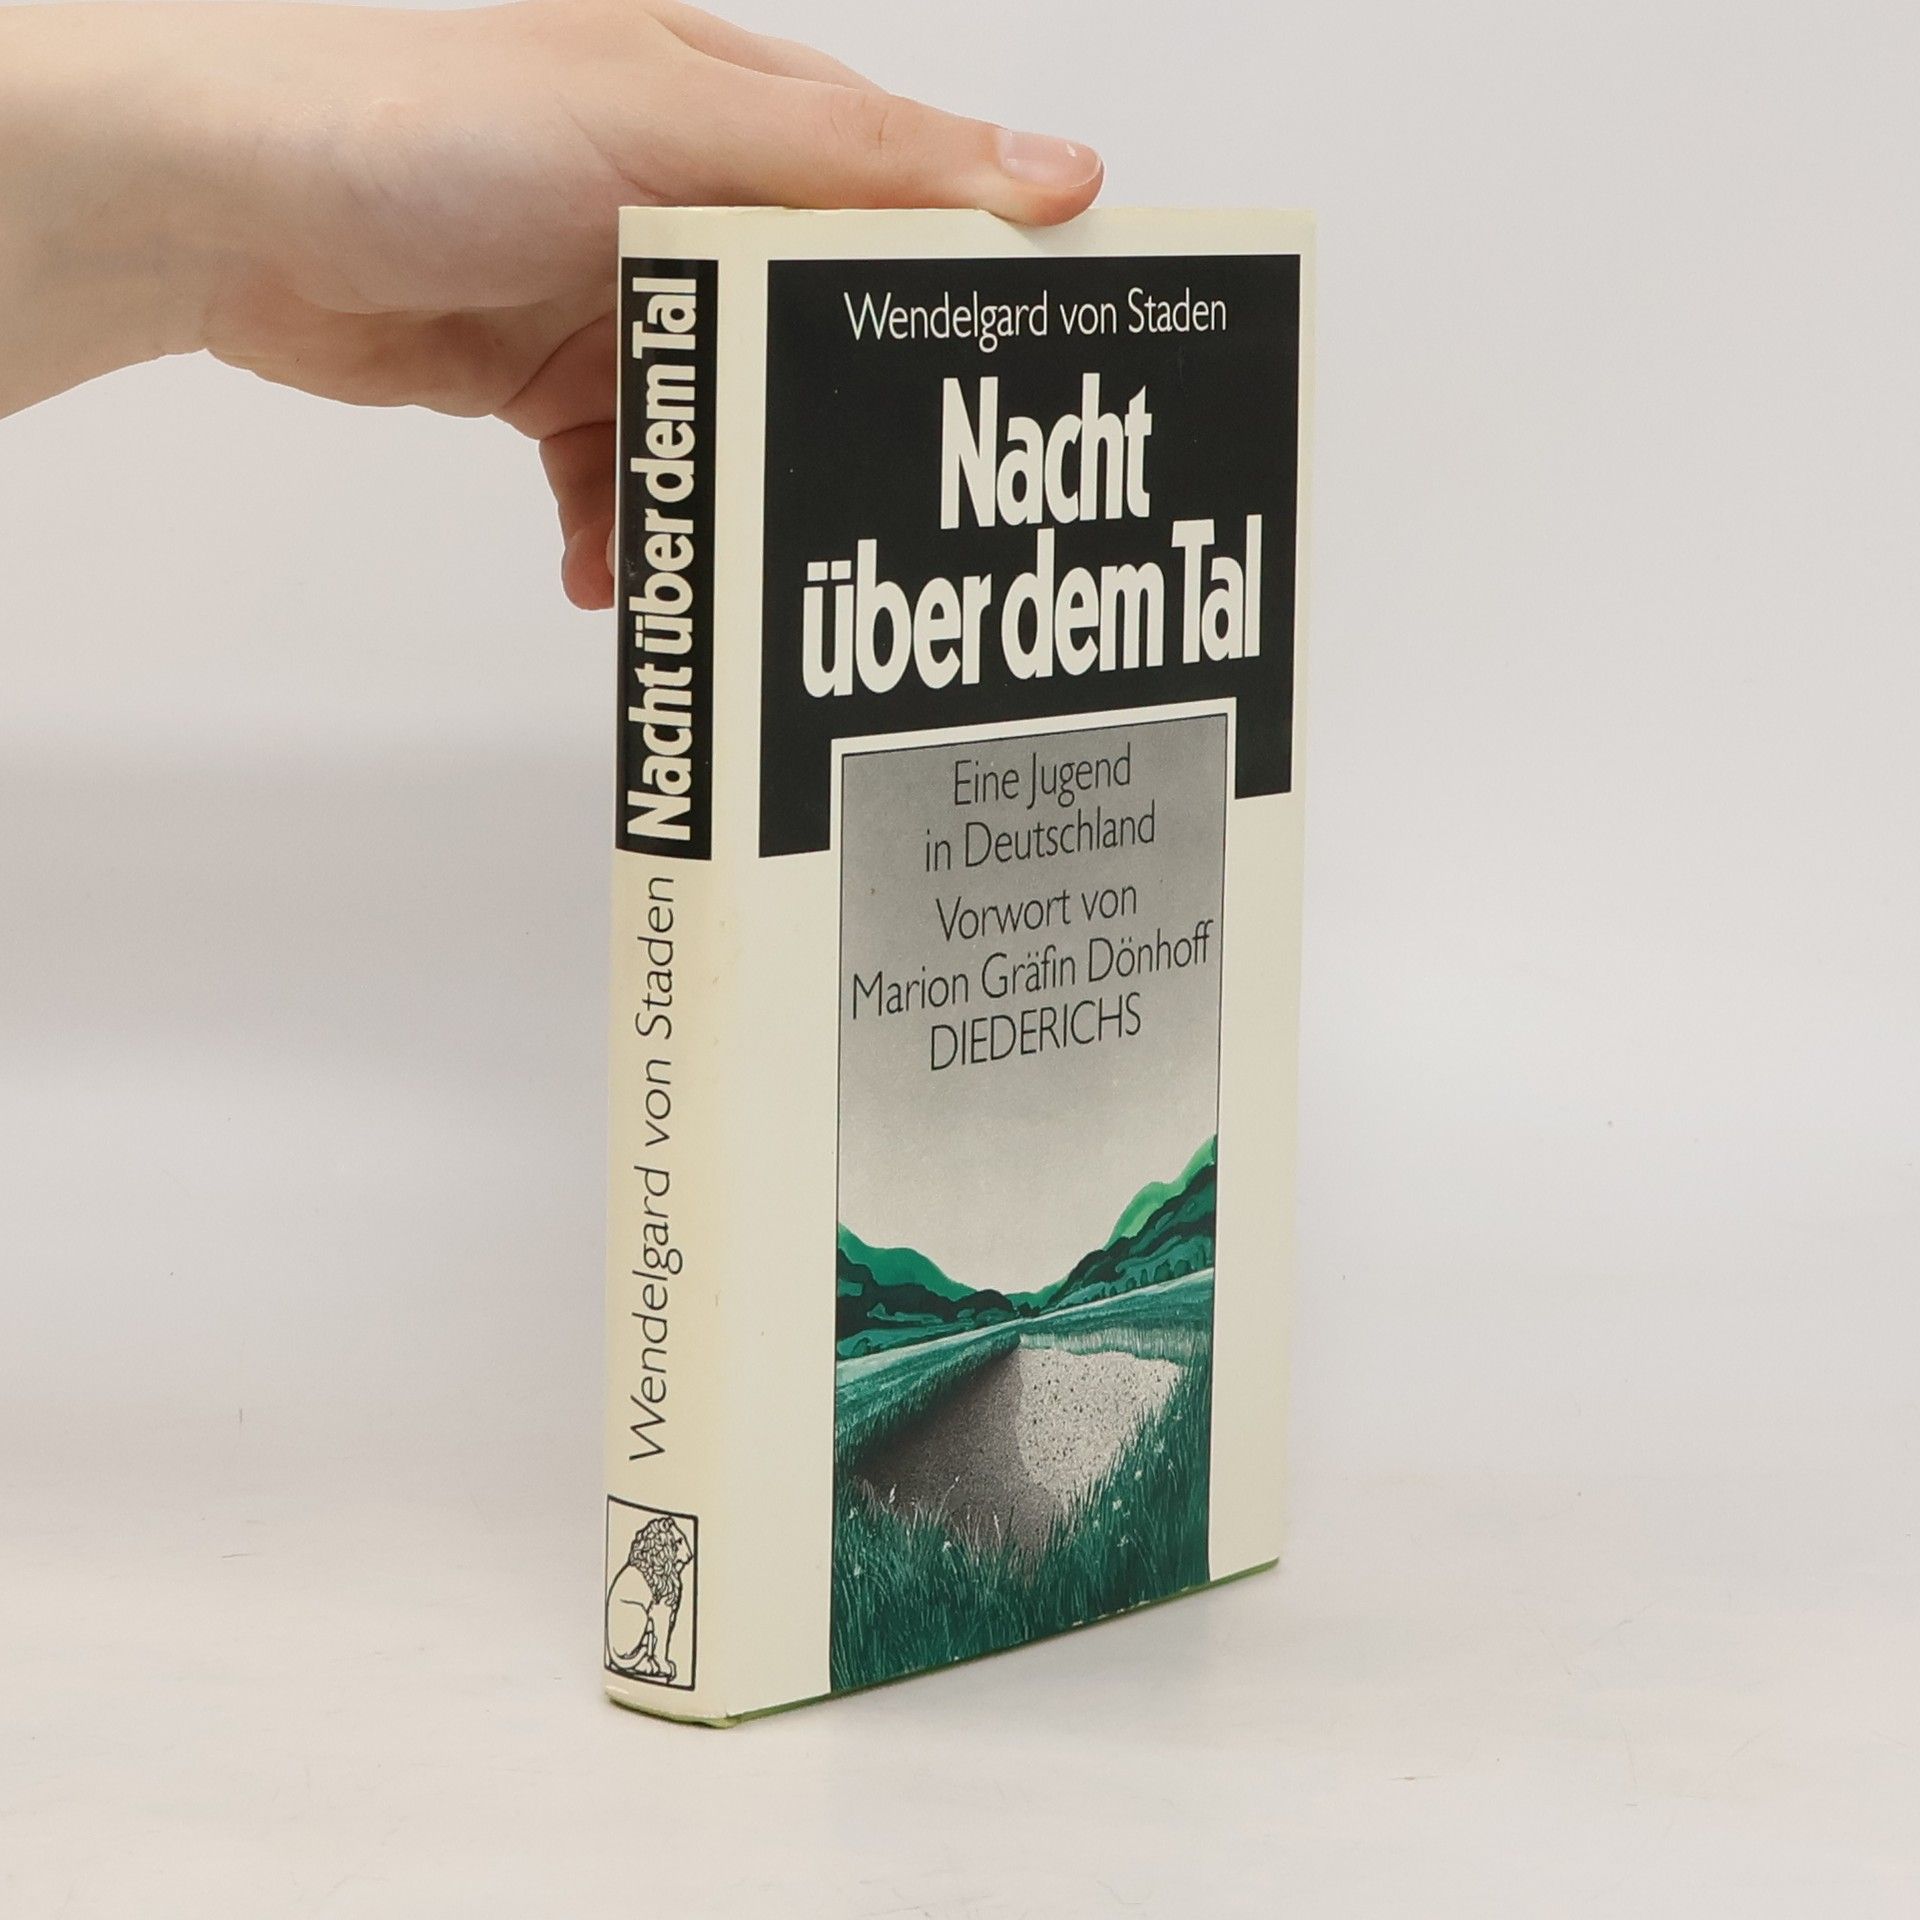 Nacht über dem Tal
Wendelgard von Staden
Wendelgard von Staden
Nacht
über dem Tal
Eine Jugend
in Deutschland
Vorwort von
Marion Gräfin Dönhoff
DIEDERICHS